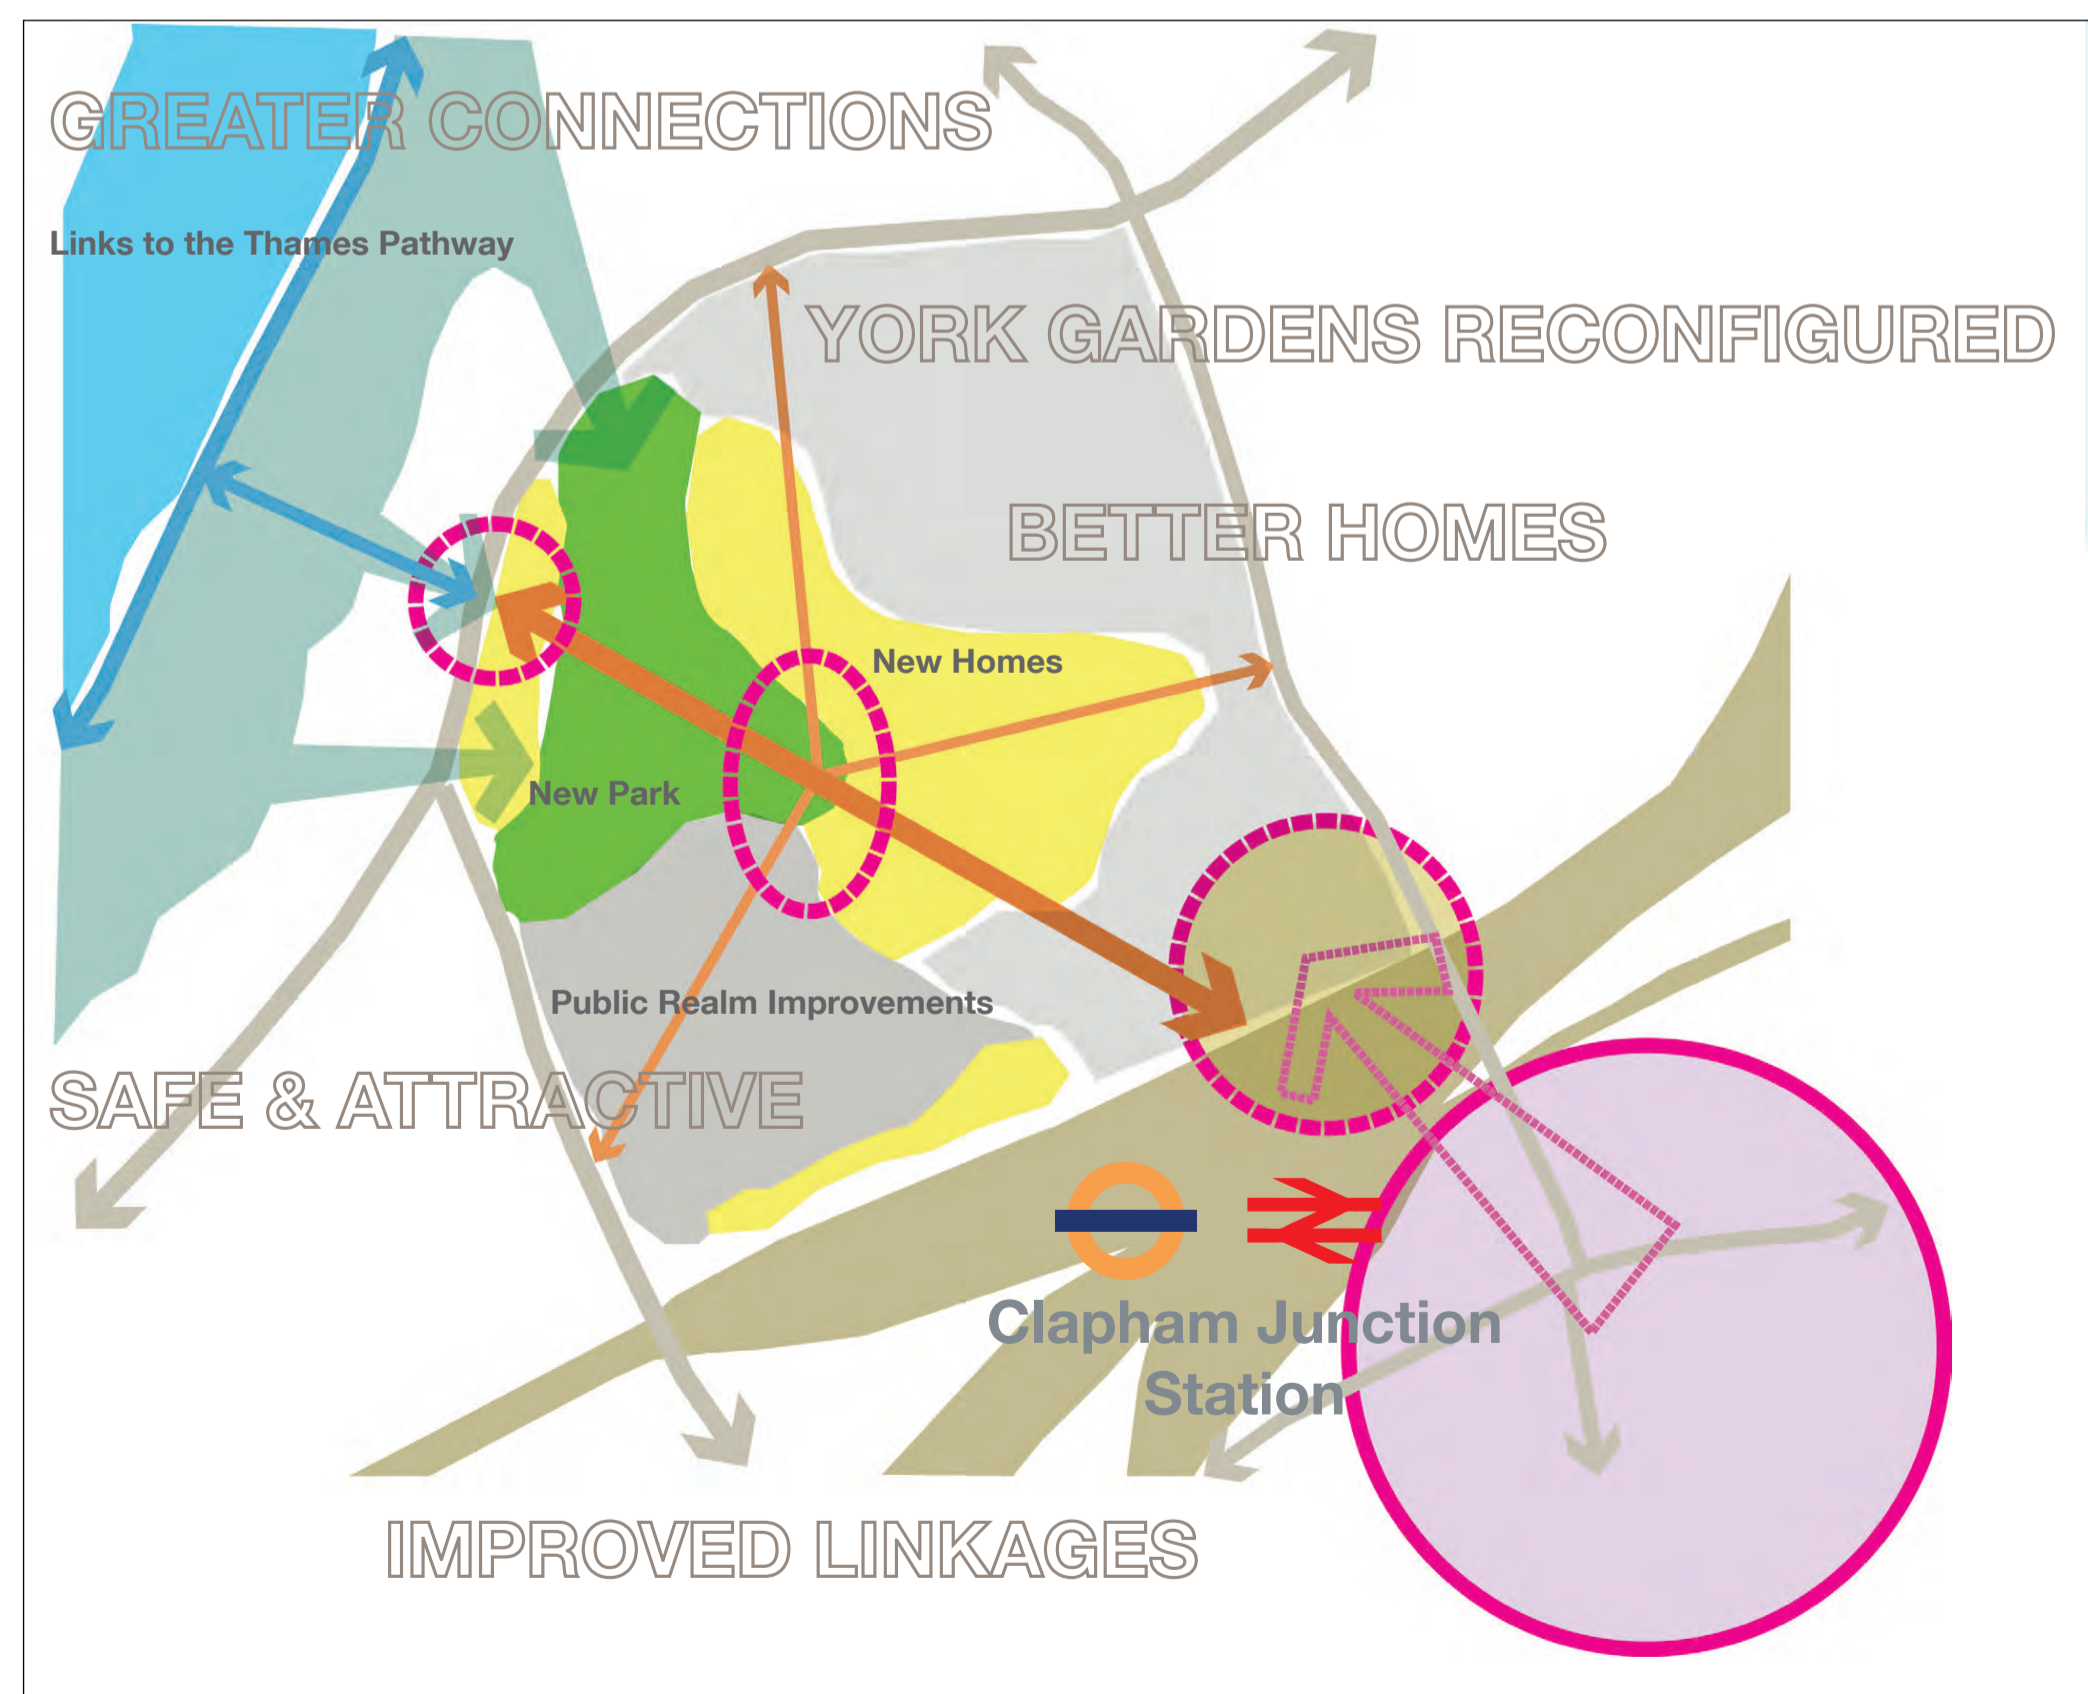 GREATER CONNECTIONS
Links to the Thames Pathway
YORK GARDENS RECONFIGURED
BETTER HOMES
New Homes
New Park
Public Realm Improvements
SAFE & ATTRACTIVE
Clapham Junction
Station
IMPROVED LINKAGES